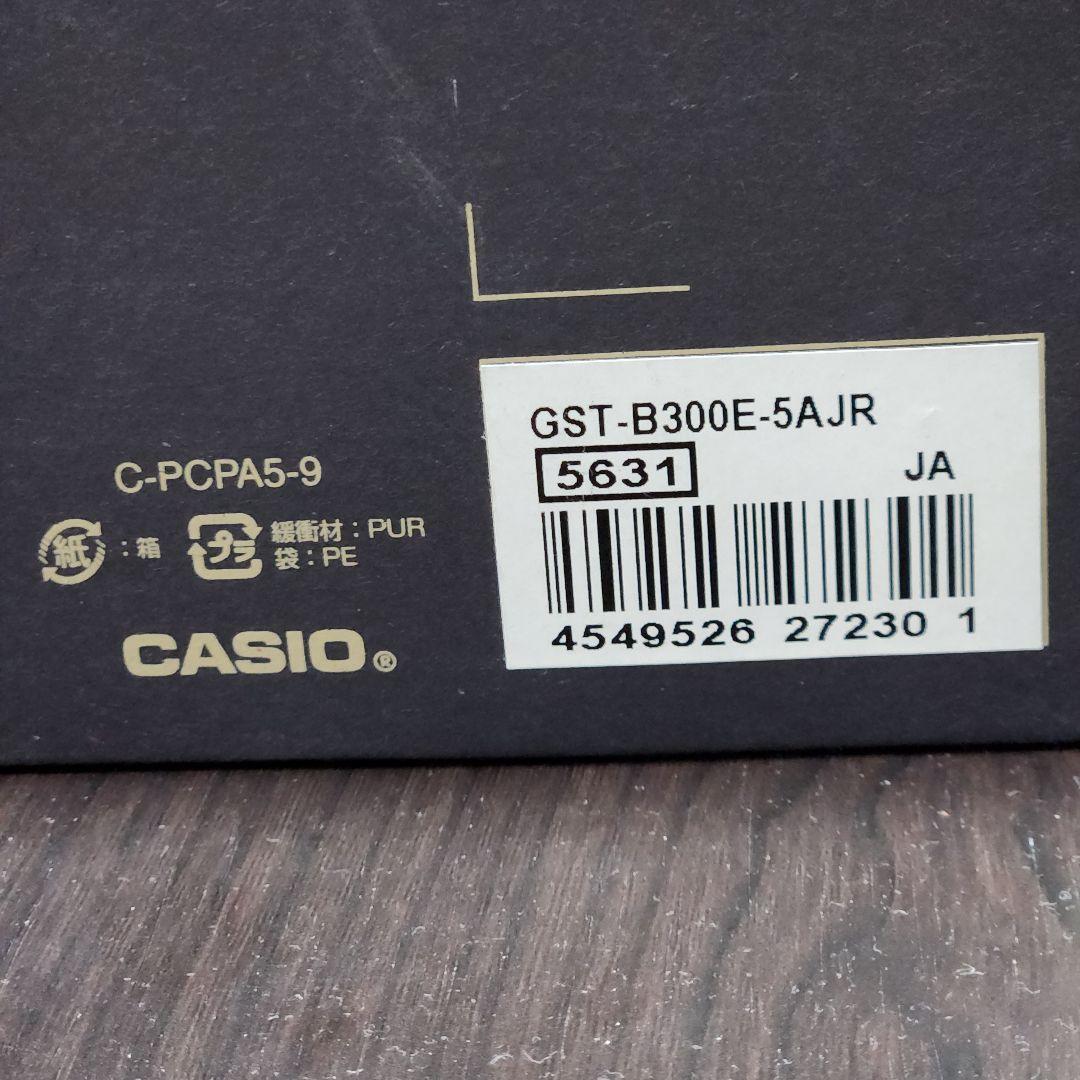 GST-B300E-5AJR
5631
JA
4549526 27230 1
C-PCPA5-9
紙 : 箱
プラ 緩衝材 : PUR
袋 : PE
CASIO®